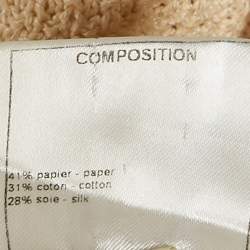 COMPOSITION
41% papier - paper
31% coton - cotton
28% soie - silk